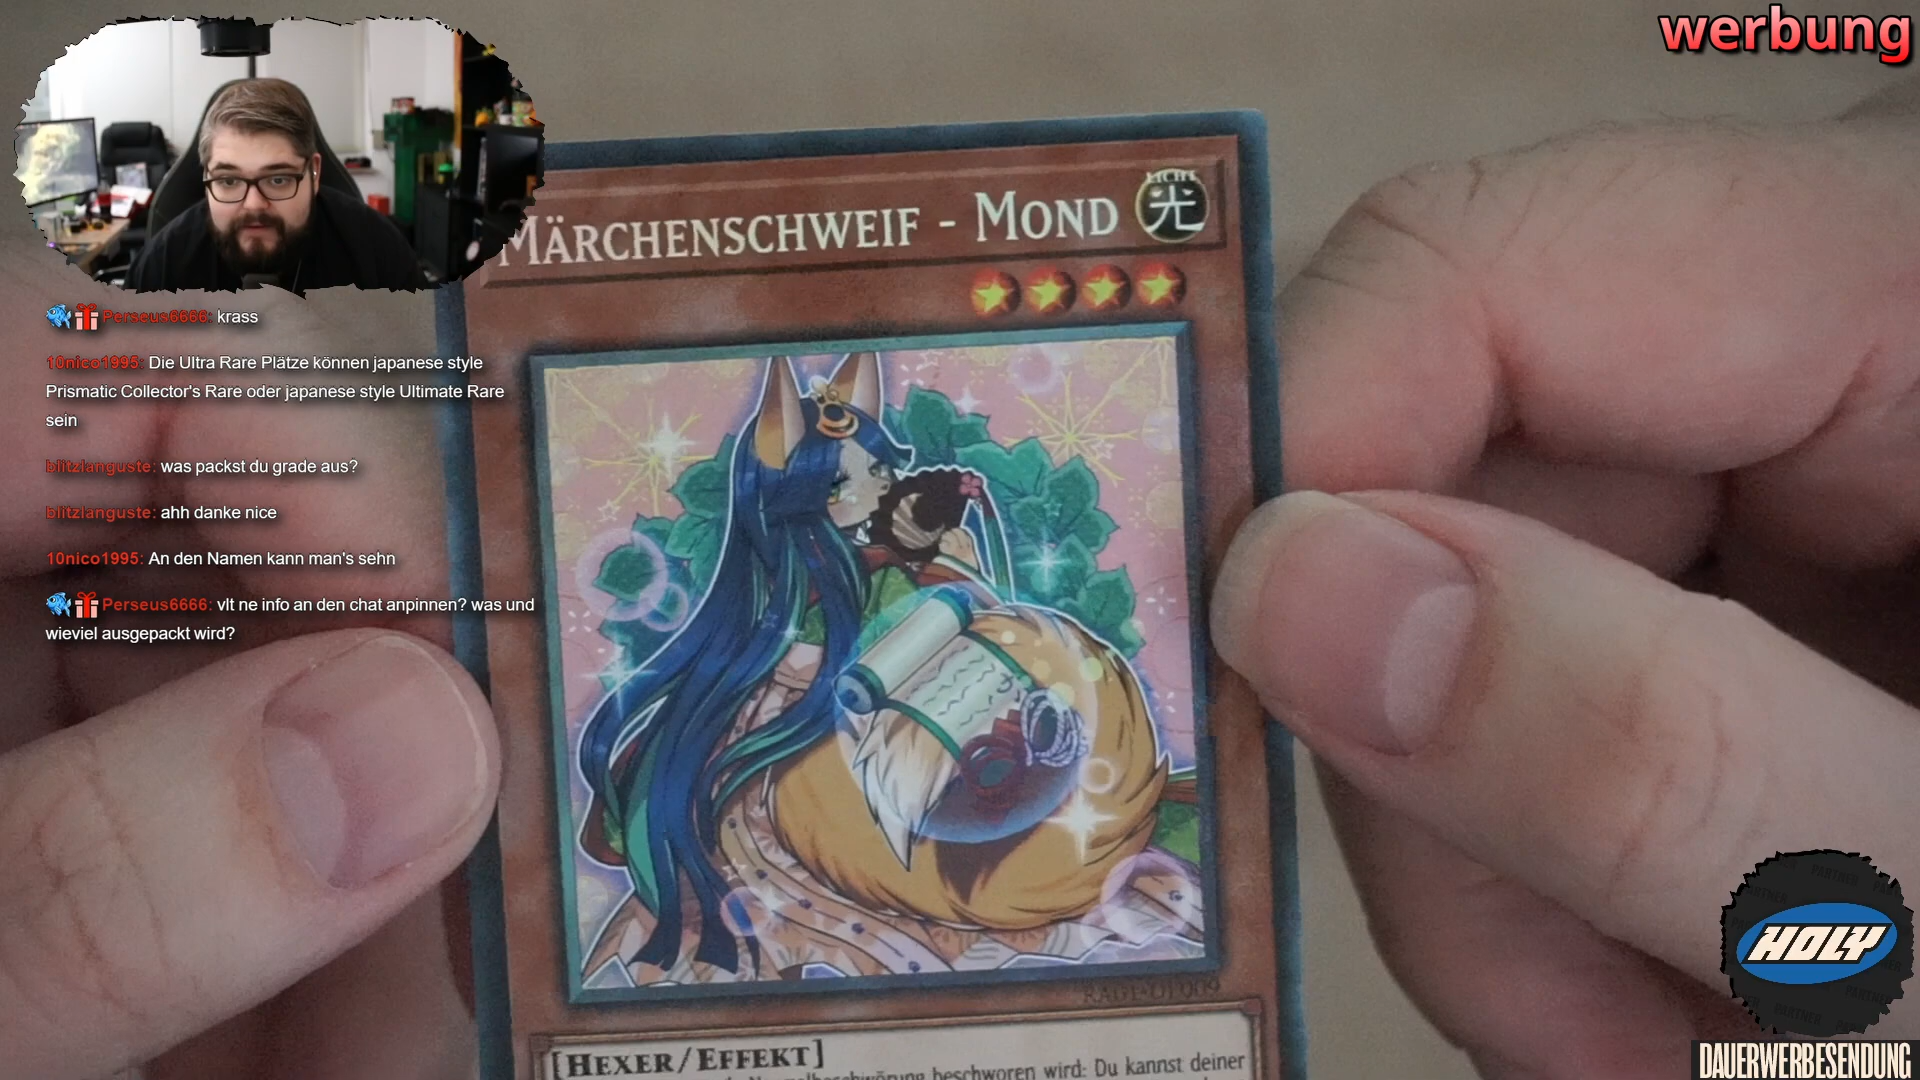 werbung
MÄRCHENSCHWEIF - MOND
LICHT
光
Perseus6666: krass
10nico1995: Die Ultra Rare Plätze können japanese style
Prismatic Collector's Rare oder japanese style Ultimate Rare
sein
blitzlanguste: was packst du grade aus?
blitzlanguste: ahh danke nice
10nico1995: An den Namen kann man's sehn
Perseus6666: vlt ne info an den chat anpinnen? was und
wieviel ausgepackt wird?
[HEXER/EFFEKT]
beschworen wird: Du kannst deiner
PARTNER
HOLY
DAUERWERBESENDUNG